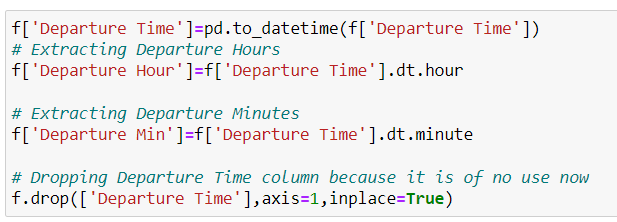 f['Departure Time']=pd.to_datetime(f['Departure Time'])
# Extracting Departure Hours
f['Departure Hour']=f['Departure Time'].dt.hour
# Extracting Departure Minutes
f['Departure Min']=f['Departure Time'].dt.minute
# Dropping Departure Time column because it is of no use now
f.drop(['Departure Time'],axis=1,inplace=True)